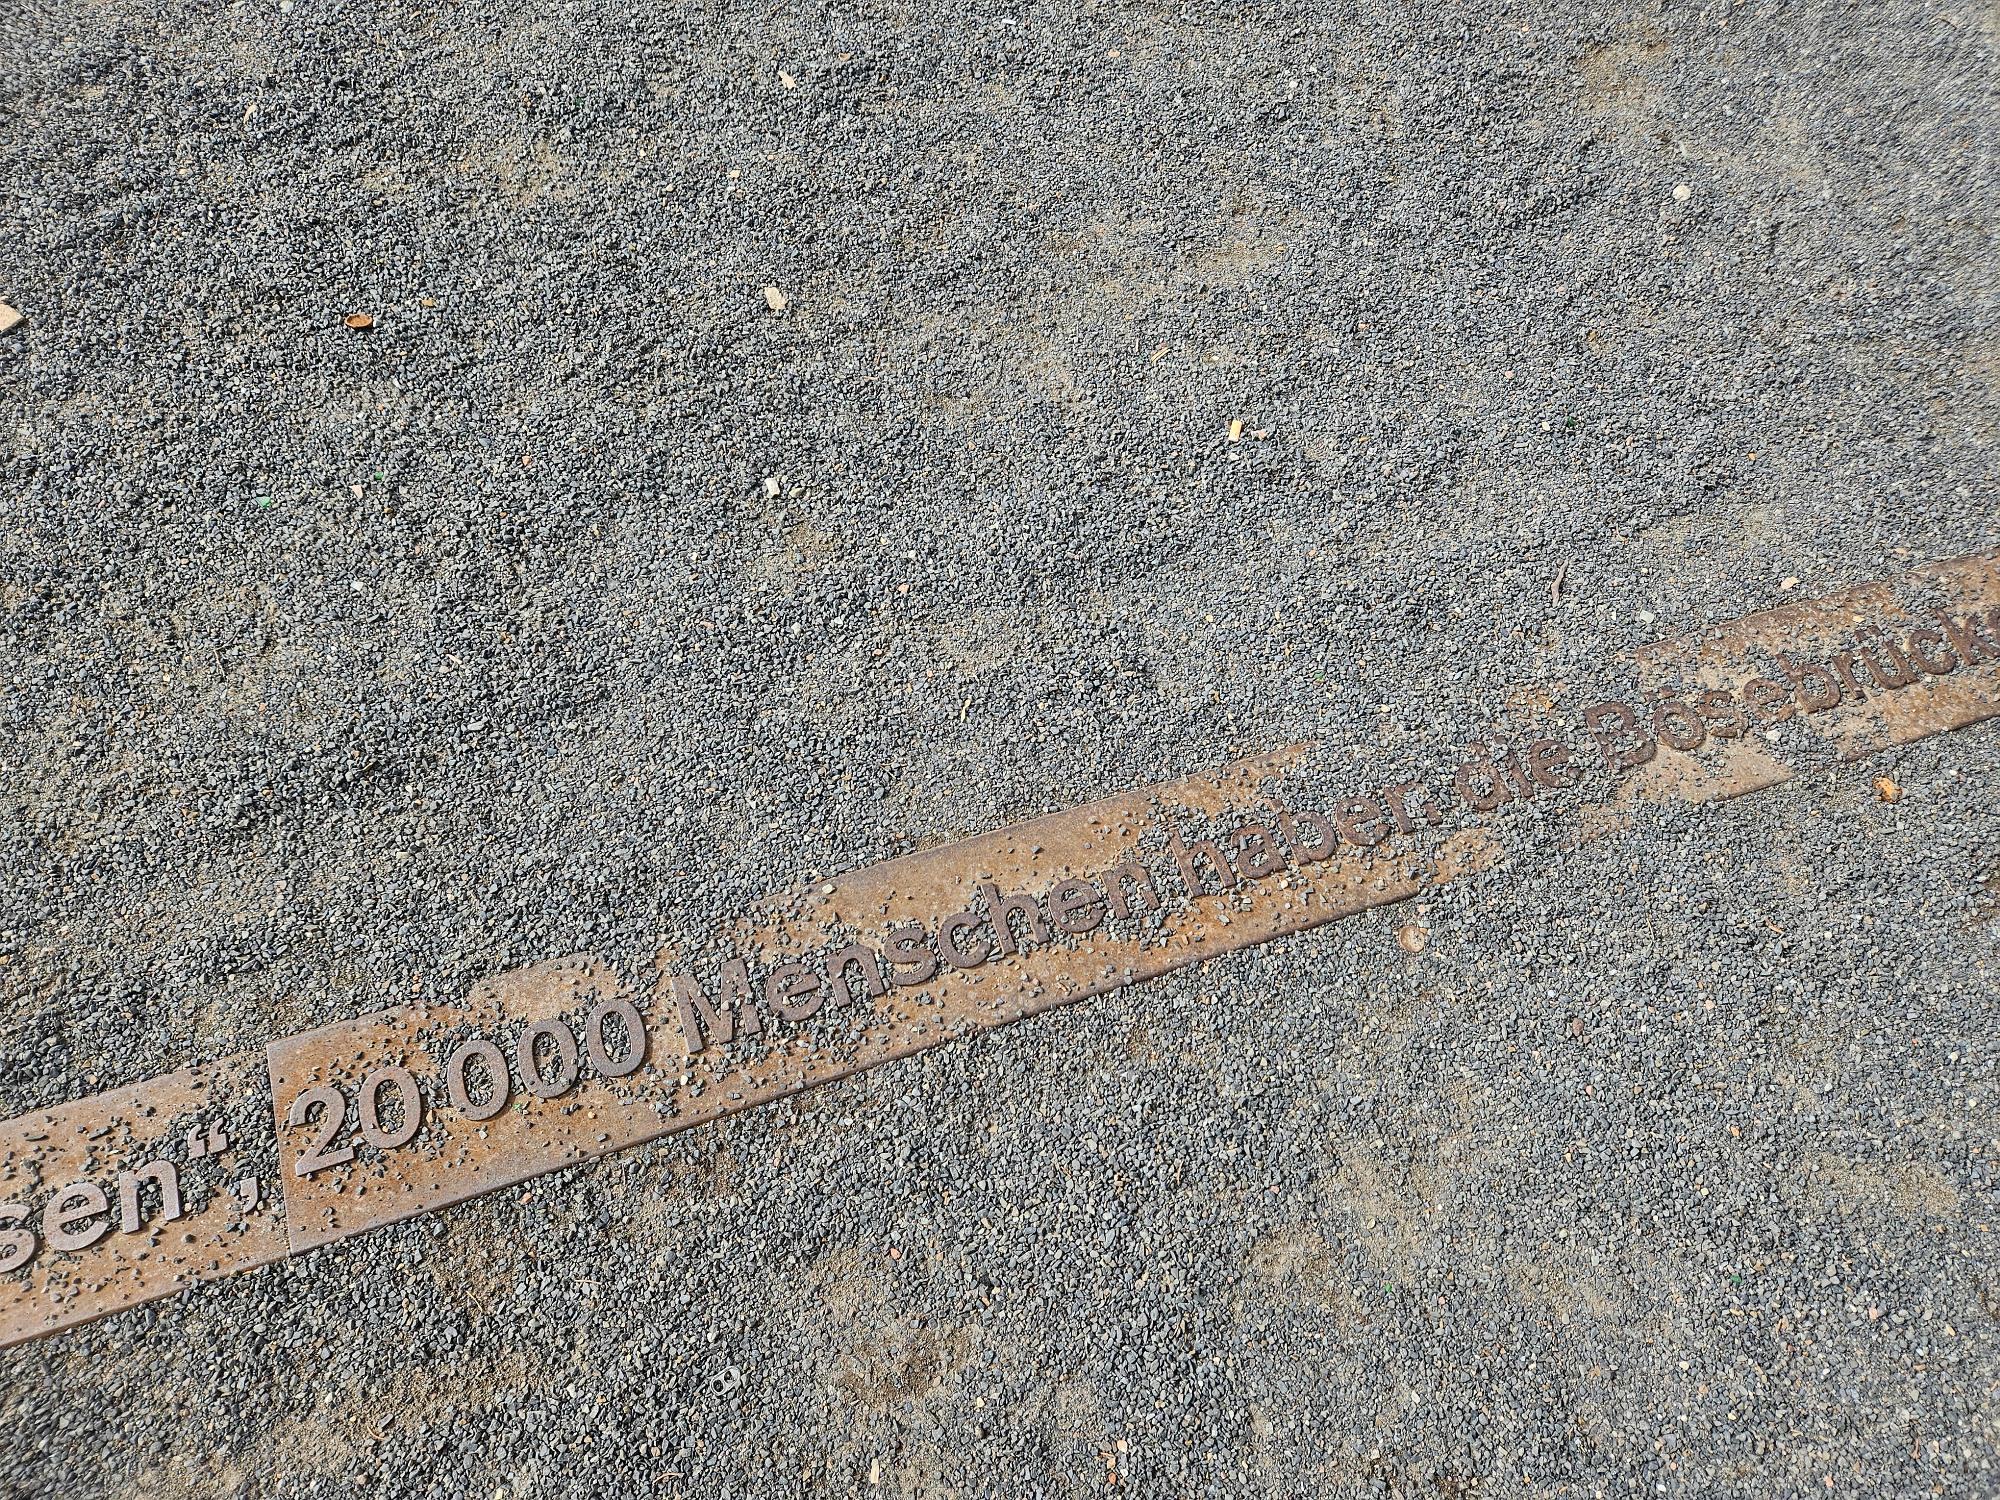 sen“, 20 000 Menschen haben die Bösebrück